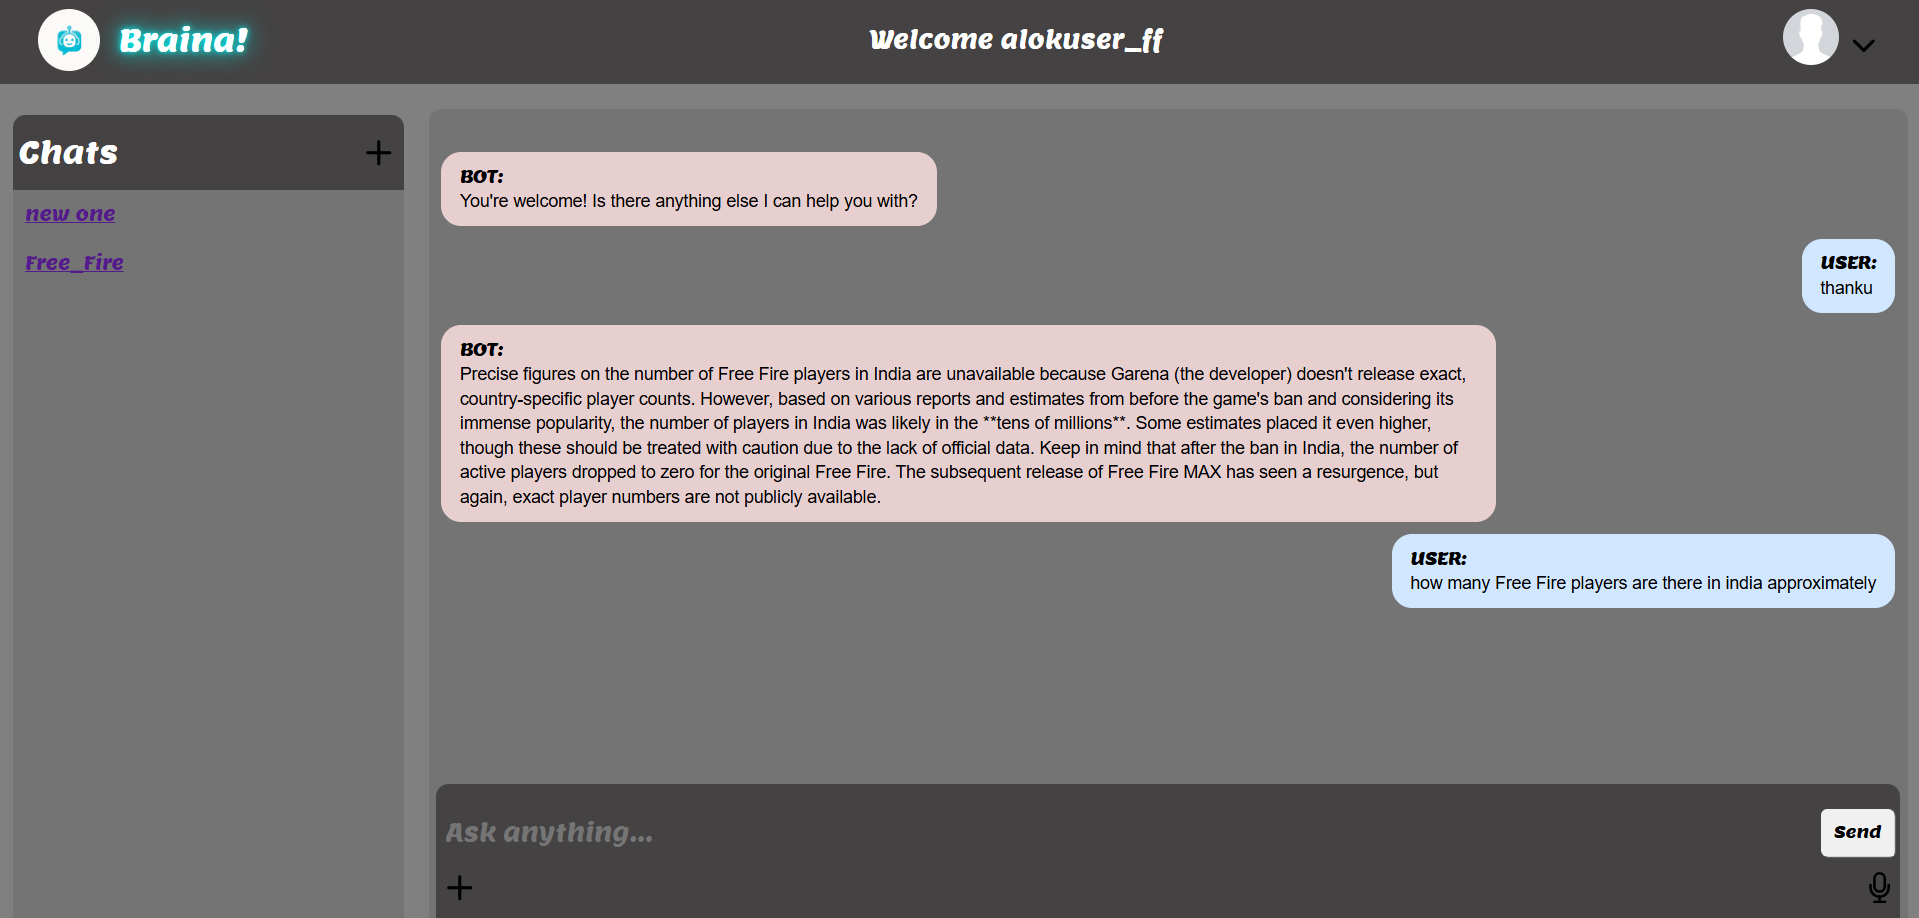 Braina!
Welcome alokuser_ff
Chats
new one
Free_Fire
BOT:
You're welcome! Is there anything else I can help you with?
USER:
thanku
BOT:
Precise figures on the number of Free Fire players in India are unavailable because Garena (the developer) doesn't release exact,
country-specific player counts. However, based on various reports and estimates from before the game's ban and considering its
immense popularity, the number of players in India was likely in the **tens of millions**. Some estimates placed it even higher,
though these should be treated with caution due to the lack of official data. Keep in mind that after the ban in India, the number of
active players dropped to zero for the original Free Fire. The subsequent release of Free Fire MAX has seen a resurgence, but
again, exact player numbers are not publicly available.
USER:
how many Free Fire players are there in india approximately
Ask anything...
Send